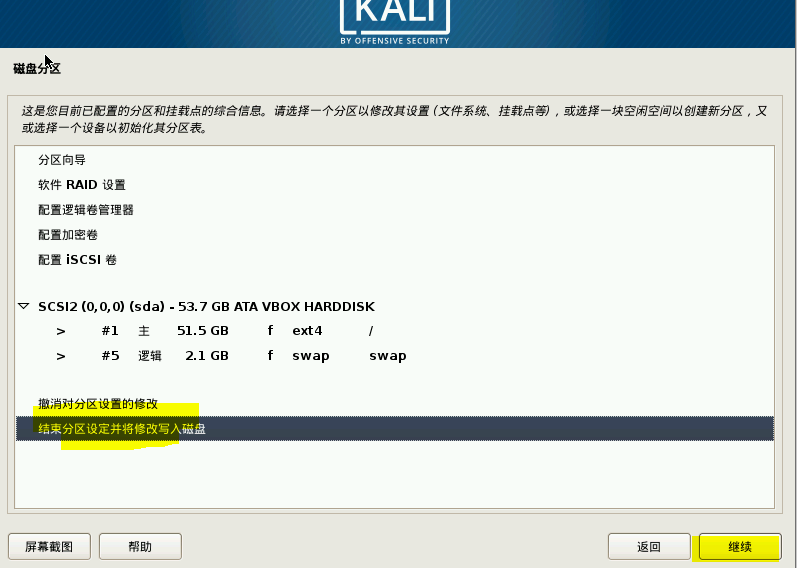 KALI
BY OFFENSIVE SECURITY
磁盘分区
这是您目前已配置的分区和挂载点的综合信息。请选择一个分区以修改其设置（文件系统、挂载点等），或选择一块空闲空间以创建新分区，又
或选择一个设备以初始化其分区表。
分区向导
软件 RAID 设置
配置逻辑卷管理器
配置加密卷
配置 iSCSI 卷
SCSI2 (0,0,0) (sda) - 53.7 GB ATA VBOX HARDDISK
> #1 主 51.5 GB f ext4 /
> #5 逻辑 2.1 GB f swap swap
撤消对分区设置的修改
结束分区设定并将修改写入磁盘
屏幕截图 帮助 返回 继续